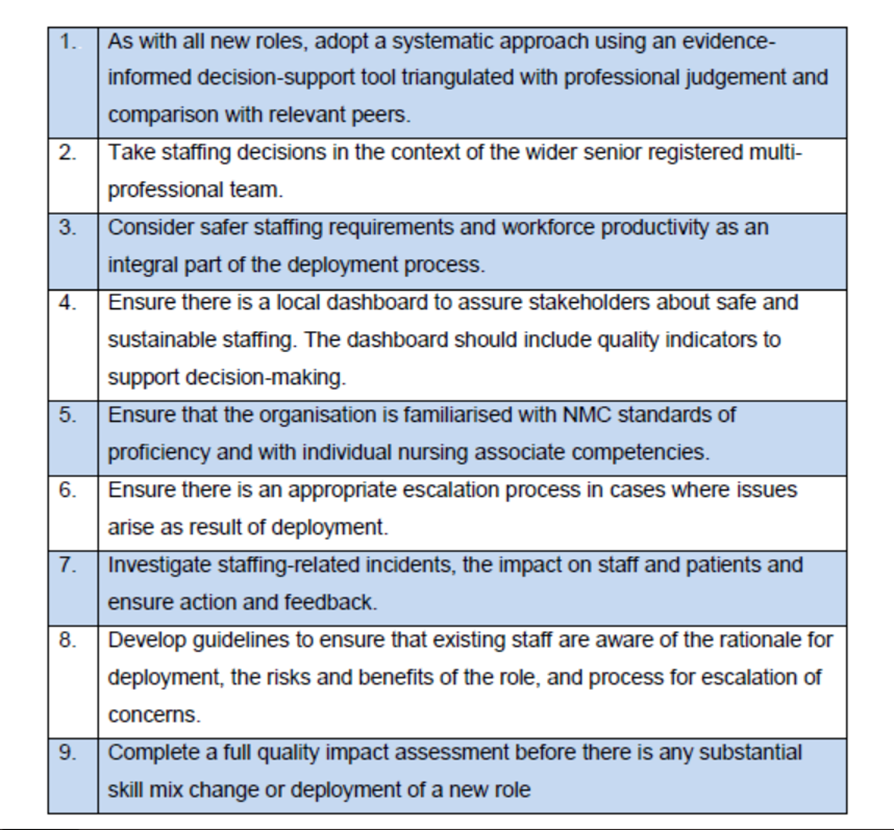 1. As with all new roles, adopt a systematic approach using an evidence-
informed decision-support tool triangulated with professional judgement and
comparison with relevant peers.
2. Take staffing decisions in the context of the wider senior registered multi-
professional team.
3. Consider safer staffing requirements and workforce productivity as an
integral part of the deployment process.
4. Ensure there is a local dashboard to assure stakeholders about safe and
sustainable staffing. The dashboard should include quality indicators to
support decision-making.
5. Ensure that the organisation is familiarised with NMC standards of
proficiency and with individual nursing associate competencies.
6. Ensure there is an appropriate escalation process in cases where issues
arise as result of deployment.
7. Investigate staffing-related incidents, the impact on staff and patients and
ensure action and feedback.
8. Develop guidelines to ensure that existing staff are aware of the rationale for
deployment, the risks and benefits of the role, and process for escalation of
concerns.
9. Complete a full quality impact assessment before there is any substantial
skill mix change or deployment of a new role